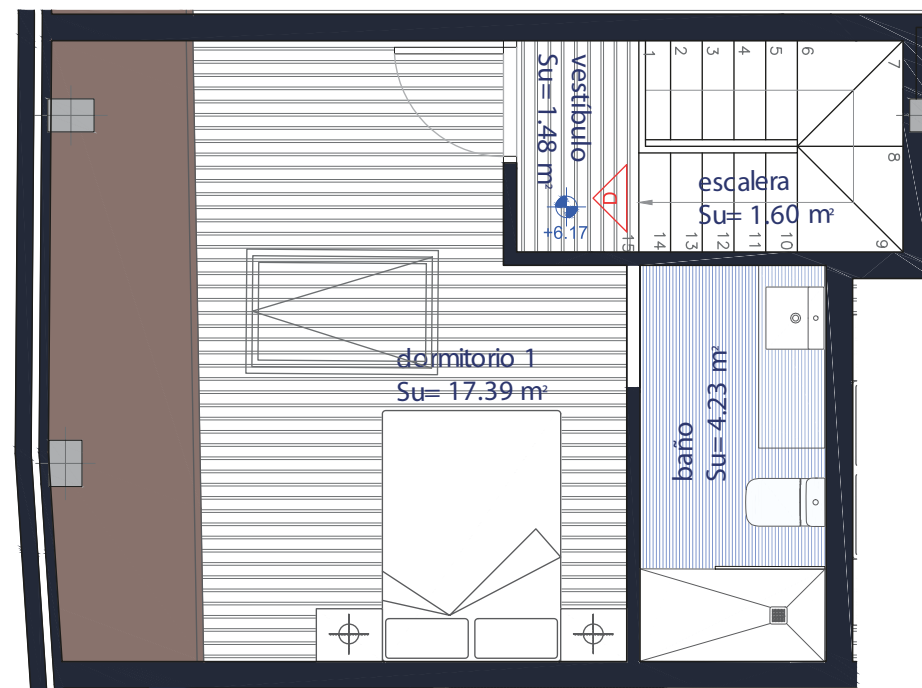 vestíbulo
Su= 1.48 m²
+6.17
D
escalera
Su= 1.60 m²
1
2
3
4
5
6
7
8
9
10
11
12
13
14
15
dormitorio 1
Su= 17.39 m²
baño
Su= 4.23 m²